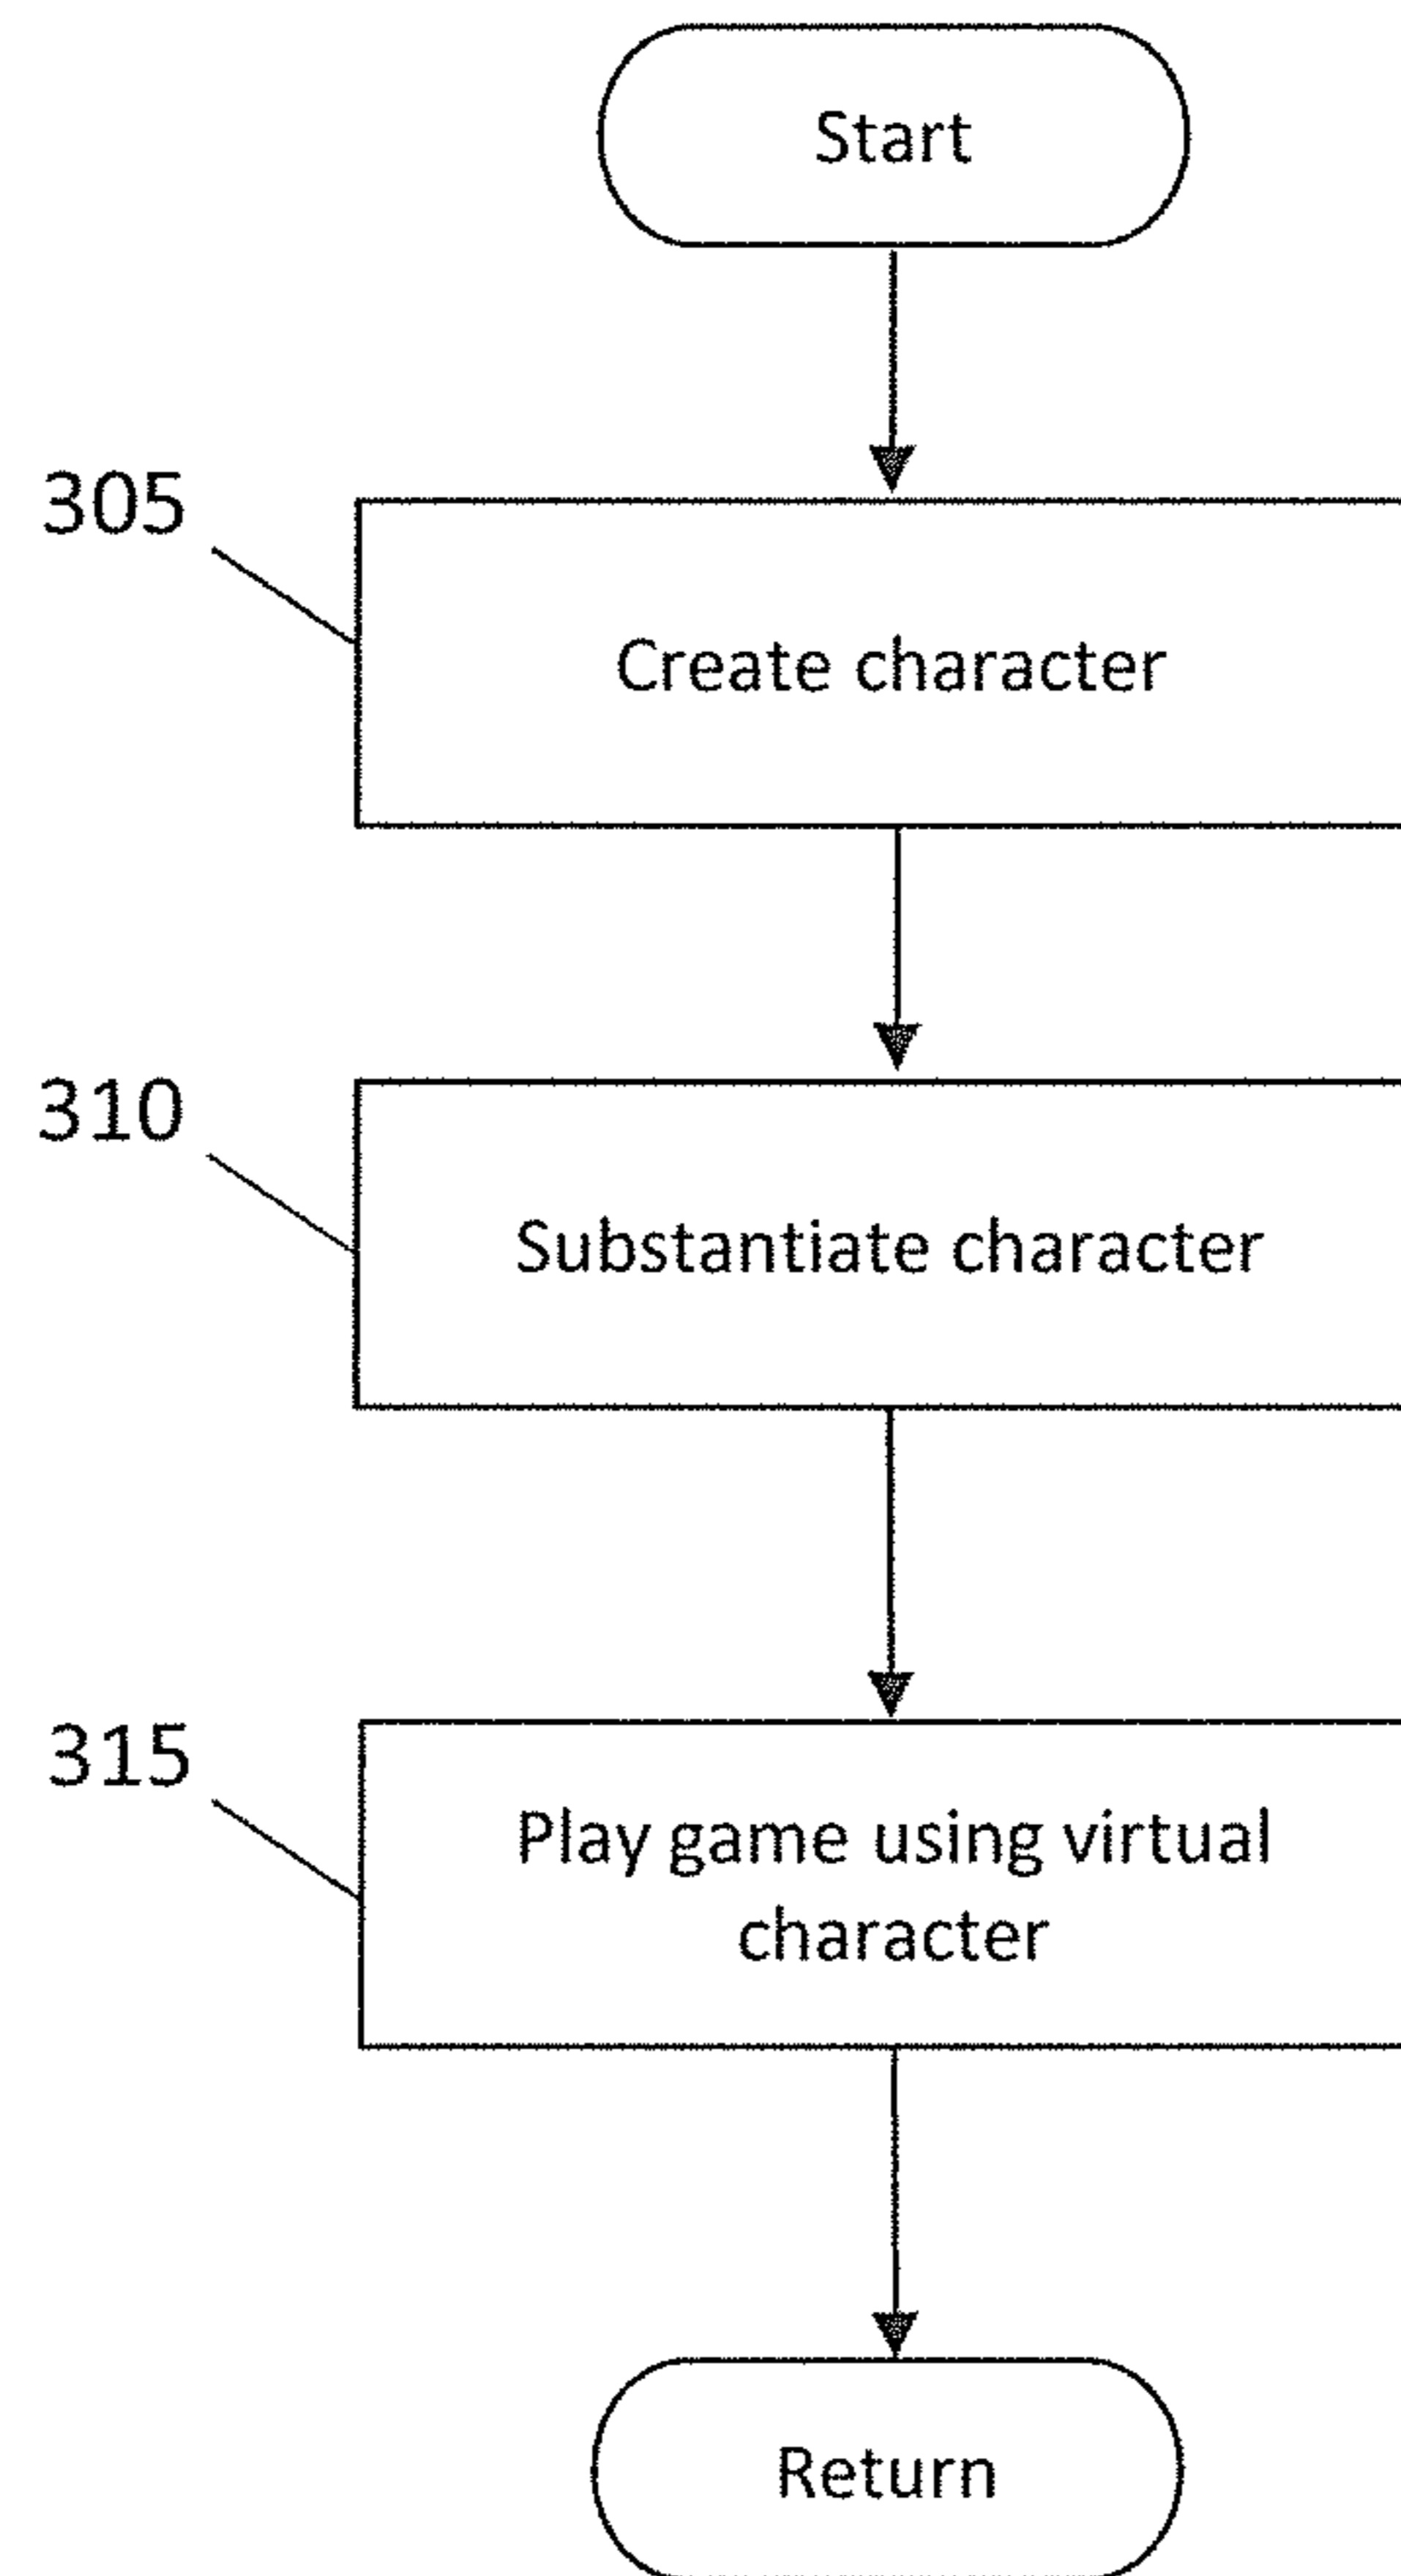 Start
305
Create character
310
Substantiate character
315
Play game using virtual
character
Return